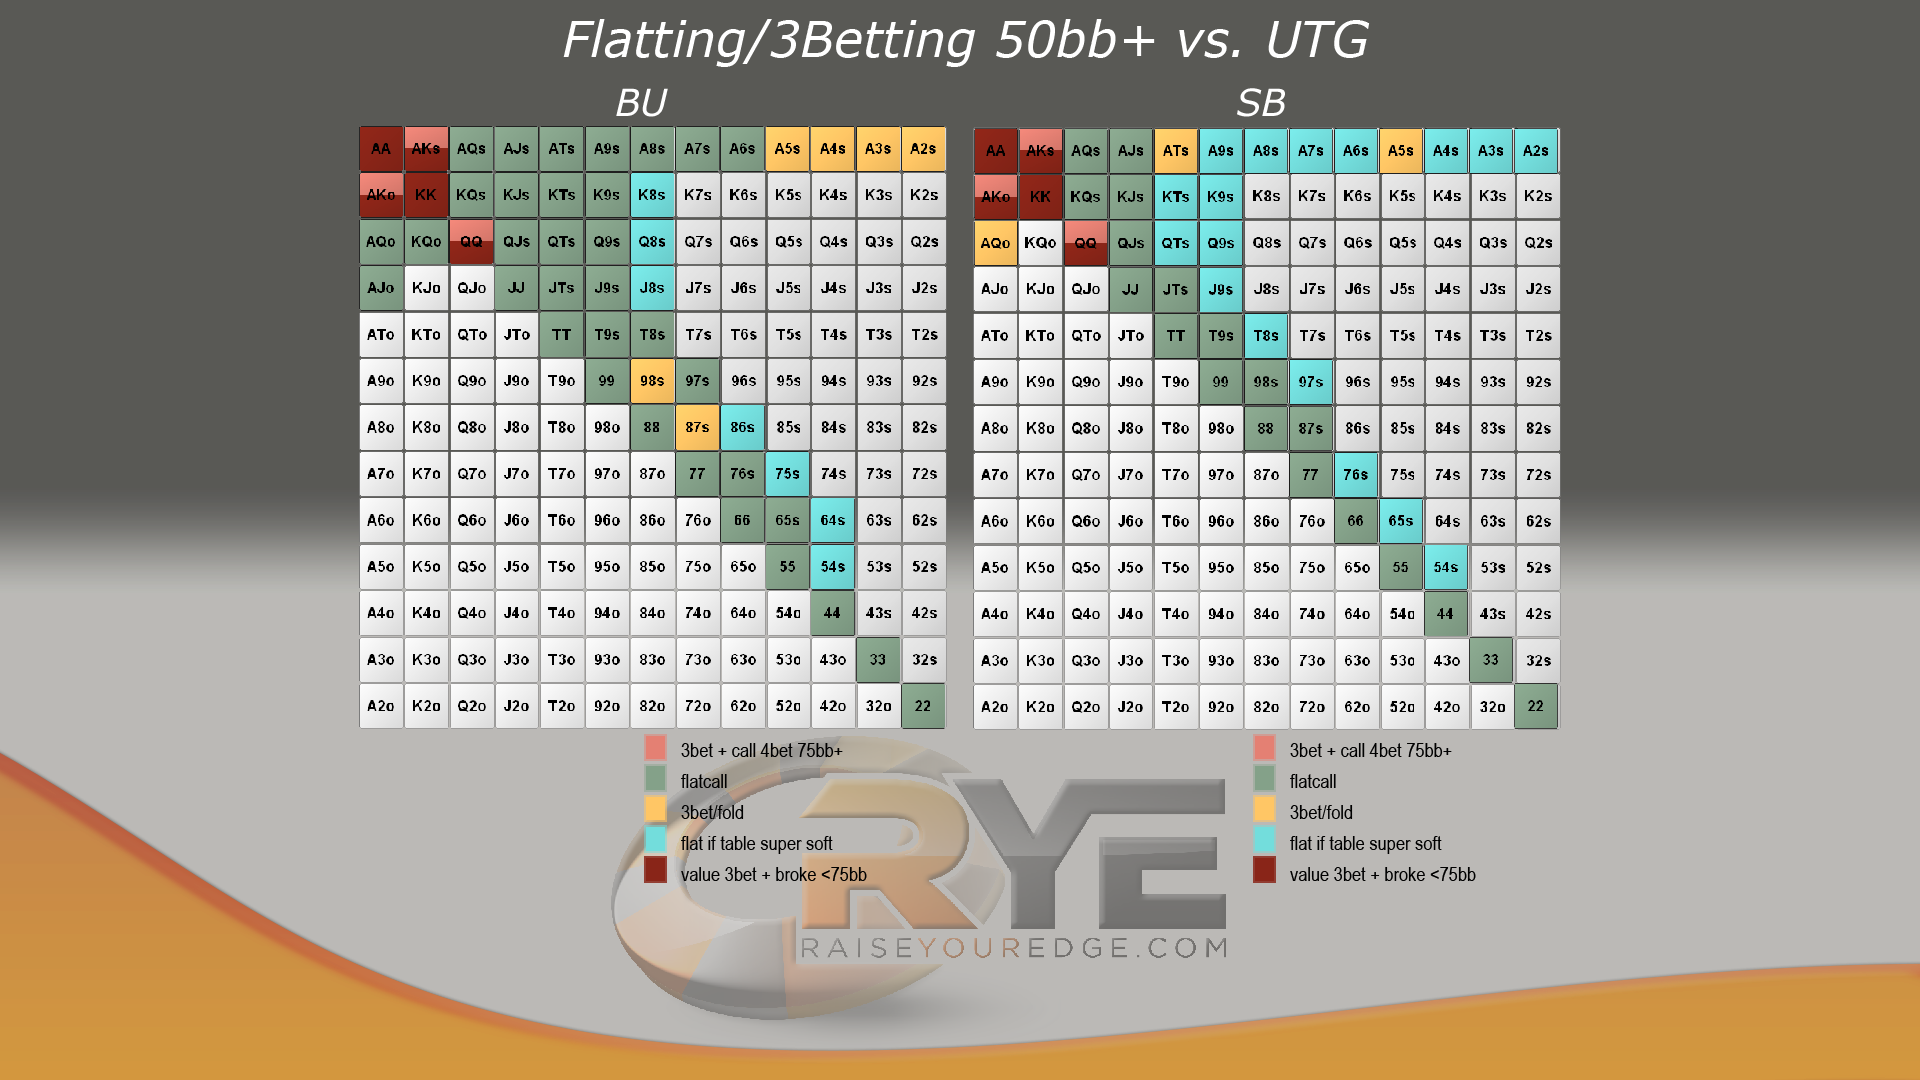 Flatting/3Betting 50bb+ vs. UTG
BU
AA AKs AQs AJs ATs A9s A8s A7s A6s A5s A4s A3s A2s
AKo KK KQs KJs KTs K9s K8s K7s K6s K5s K4s K3s K2s
AQo KQo QQ QJs QTs Q9s Q8s Q7s Q6s Q5s Q4s Q3s Q2s
AJo KJo QJo JJ JTs J9s J8s J7s J6s J5s J4s J3s J2s
ATo KTo QTo JTo TT T9s T8s T7s T6s T5s T4s T3s T2s
A9o K9o Q9o J9o T9o 99 98s 97s 96s 95s 94s 93s 92s
A8o K8o Q8o J8o T8o 98o 88 87s 86s 85s 84s 83s 82s
A7o K7o Q7o J7o T7o 97o 87o 77 76s 75s 74s 73s 72s
A6o K6o Q6o J6o T6o 96o 86o 76o 66 65s 64s 63s 62s
A5o K5o Q5o J5o T5o 95o 85o 75o 65o 55 54s 53s 52s
A4o K4o Q4o J4o T4o 94o 84o 74o 64o 54o 44 43s 42s
A3o K3o Q3o J3o T3o 93o 83o 73o 63o 53o 43o 33 32s
A2o K2o Q2o J2o T2o 92o 82o 72o 62o 52o 42o 32o 22
3bet + call 4bet 75bb+
flatcall
3bet/fold
flat if table super soft
value 3bet + broke <75bb
SB
AA AKs AQs AJs ATs A9s A8s A7s A6s A5s A4s A3s A2s
AKo KK KQs KJs KTs K9s K8s K7s K6s K5s K4s K3s K2s
AQo KQo QQ QJs QTs Q9s Q8s Q7s Q6s Q5s Q4s Q3s Q2s
AJo KJo QJo JJ JTs J9s J8s J7s J6s J5s J4s J3s J2s
ATo KTo QTo JTo TT T9s T8s T7s T6s T5s T4s T3s T2s
A9o K9o Q9o J9o T9o 99 98s 97s 96s 95s 94s 93s 92s
A8o K8o Q8o J8o T8o 98o 88 87s 86s 85s 84s 83s 82s
A7o K7o Q7o J7o T7o 97o 87o 77 76s 75s 74s 73s 72s
A6o K6o Q6o J6o T6o 96o 86o 76o 66 65s 64s 63s 62s
A5o K5o Q5o J5o T5o 95o 85o 75o 65o 55 54s 53s 52s
A4o K4o Q4o J4o T4o 94o 84o 74o 64o 54o 44 43s 42s
A3o K3o Q3o J3o T3o 93o 83o 73o 63o 53o 43o 33 32s
A2o K2o Q2o J2o T2o 92o 82o 72o 62o 52o 42o 32o 22
3bet + call 4bet 75bb+
flatcall
3bet/fold
flat if table super soft
value 3bet + broke <75bb
RYE
RAISEYOUREDGE.COM